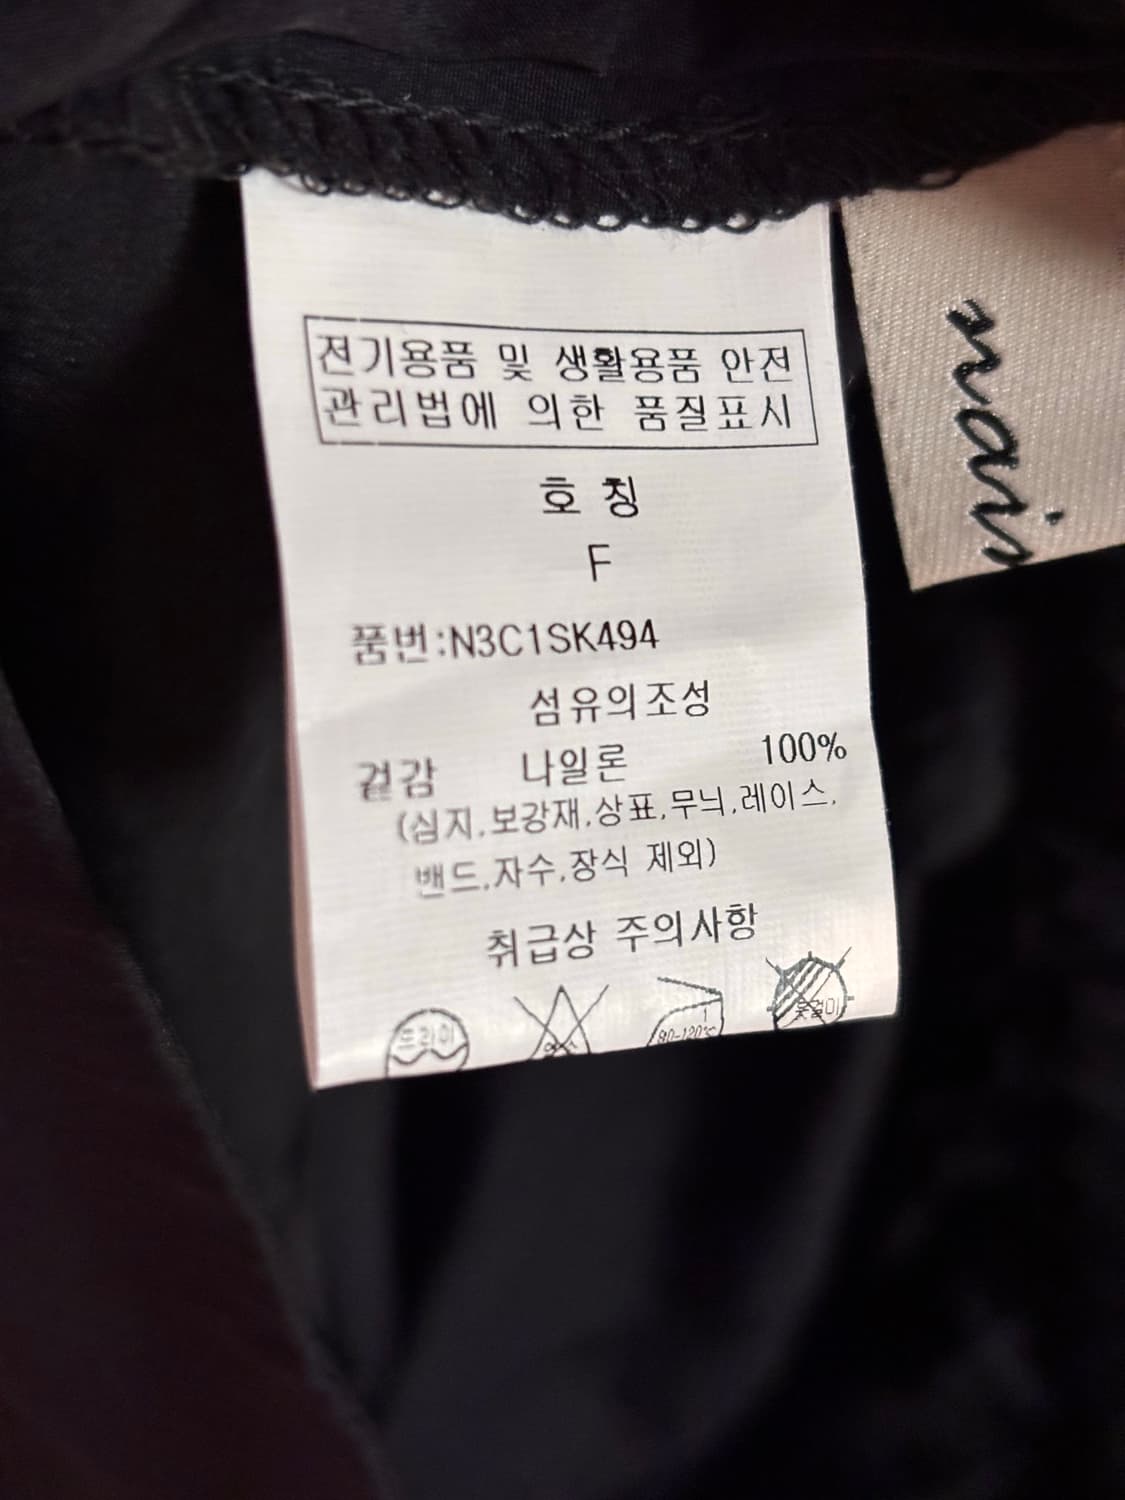 전기용품 및 생활용품 안전
관리법에 의한 품질표시
호 칭
F
품번:N3C1SK494
섬유의조성
겉감 나일론 100%
(심지,보강재,상표,무늬,레이스,
밴드,자수,장식 제외)
취급상 주의사항
드라이
80-120℃
옷걸이